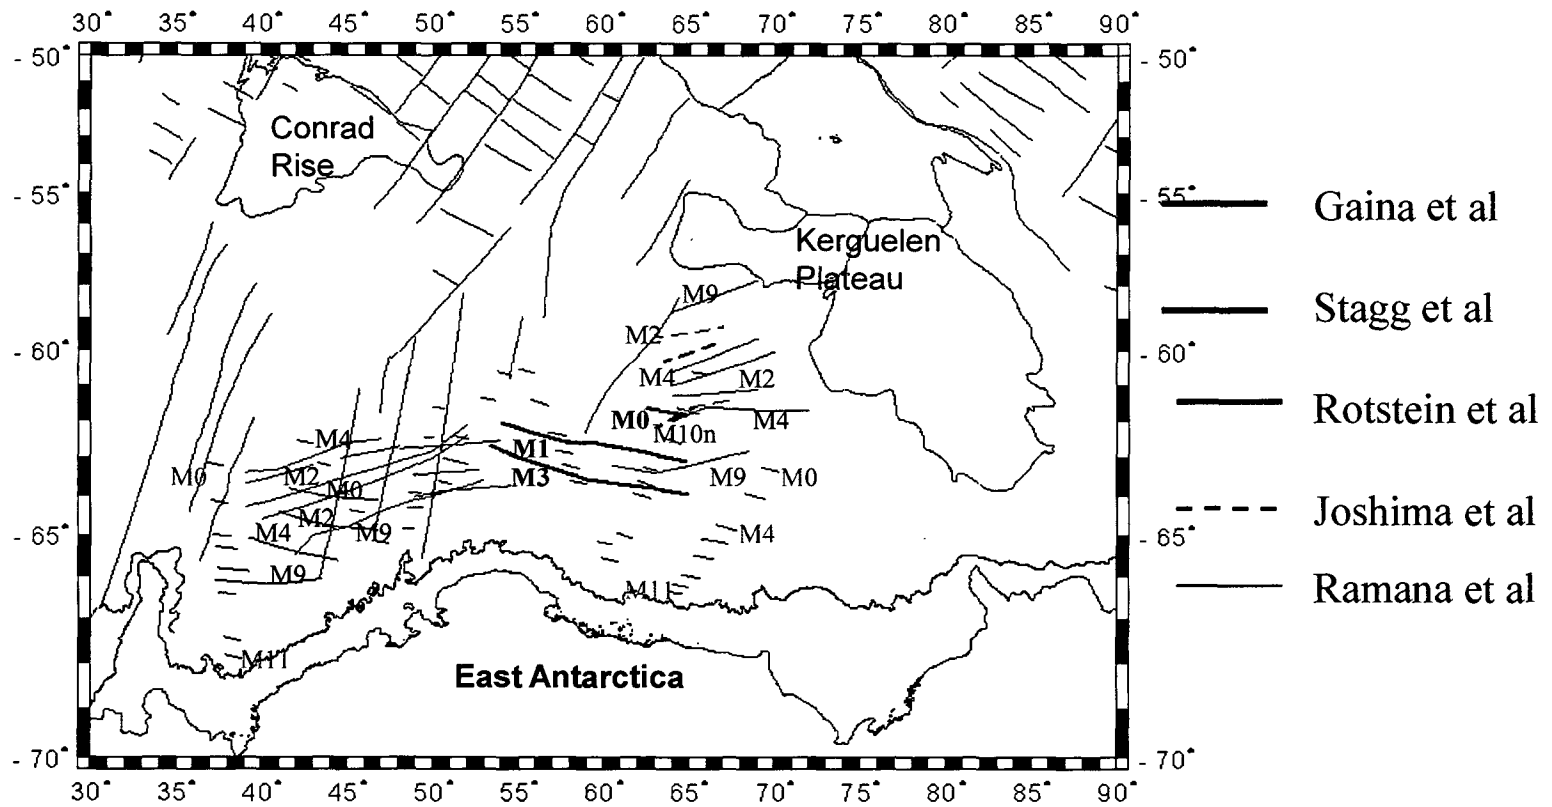 30° 35° 40° 45° 50° 55° 60° 65° 70° 75° 80° 85° 90°
- 50° - 50°
Conrad
Rise
- 55° - 55°
Gaina et al
Kerguelen
Plateau
M9
Stagg et al
M2
- 60° - 60°
M4 M2
Rotstein et al
M0 M4
M10n
M4 M1
M0 M2 M3 M9 M0
M0
M2
Joshima et al
M4 M9 M4
- 65° - 65°
M9
M11
Ramana et al
M11
East Antarctica
- 70° - 70°
30° 35° 40° 45° 50° 55° 60° 65° 70° 75° 80° 85° 90°